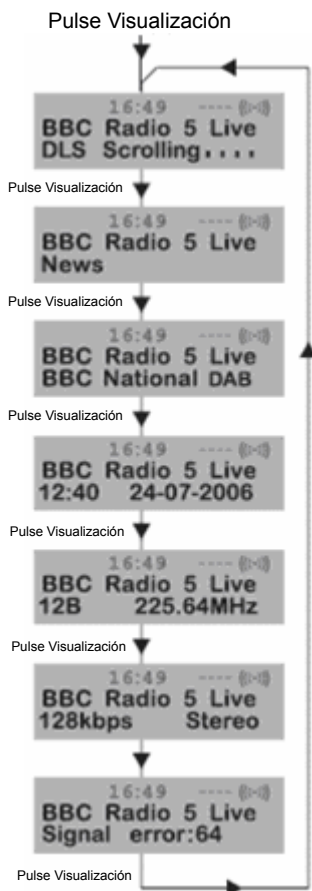 Pulse Visualización
16:49 ----
BBC Radio 5 Live
DLS Scrolling....
Pulse Visualización
16:49 ----
BBC Radio 5 Live
News
Pulse Visualización
16:49 ----
BBC Radio 5 Live
BBC National DAB
Pulse Visualización
16:49 ----
BBC Radio 5 Live
12:40 24-07-2006
Pulse Visualización
16:49 ----
BBC Radio 5 Live
12B 225.64MHz
Pulse Visualización
16:49 ----
BBC Radio 5 Live
128kbps Stereo
16:49 ----
BBC Radio 5 Live
Signal error:64
Pulse Visualización